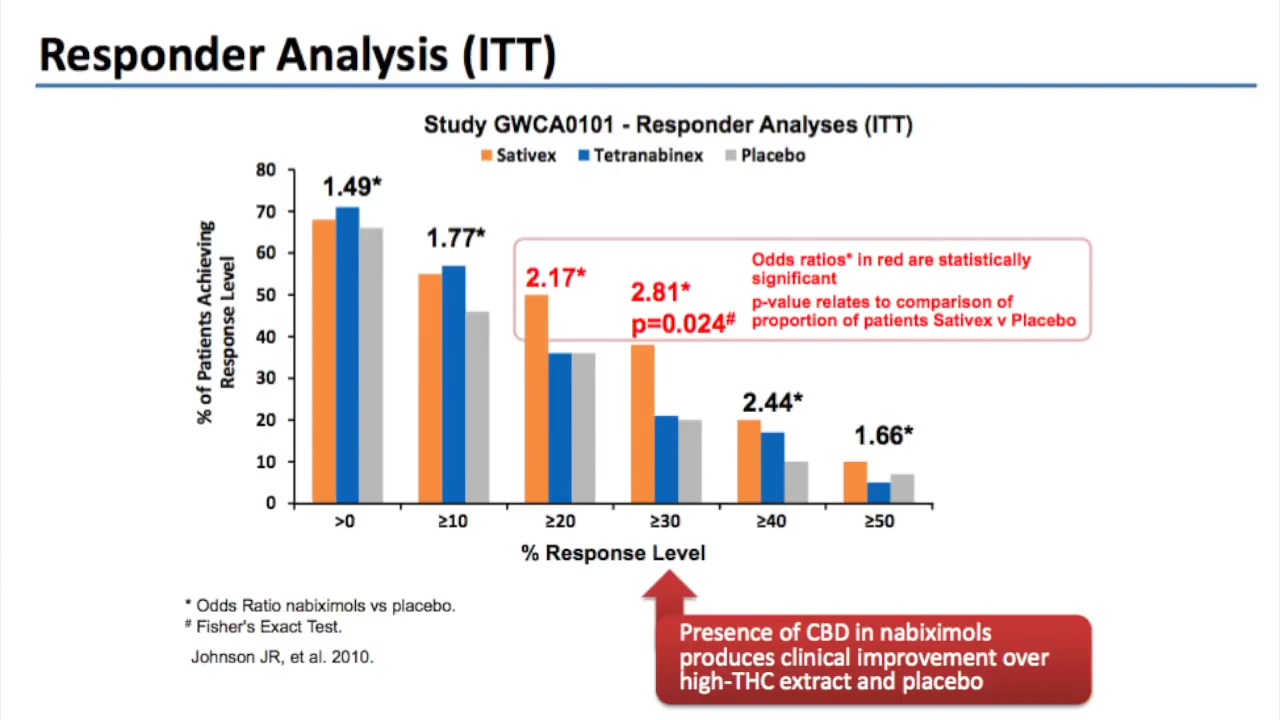 Responder Analysis (ITT)
Study GWCA0101 - Responder Analyses (ITT)
Sativex Tetranabinex Placebo
% of Patients Achieving
Response Level
80
70
60
50
40
30
20
10
0
1.49*
1.77*
2.17*
2.81*
p=0.024#
2.44*
1.66*
Odds ratios* in red are statistically
significant
p-value relates to comparison of
proportion of patients Sativex v Placebo
>0 ≥10 ≥20 ≥30 ≥40 ≥50
% Response Level
* Odds Ratio nabiximols vs placebo.
# Fisher's Exact Test.
Johnson JR, et al. 2010.
Presence of CBD in nabiximols
produces clinical improvement over
high-THC extract and placebo